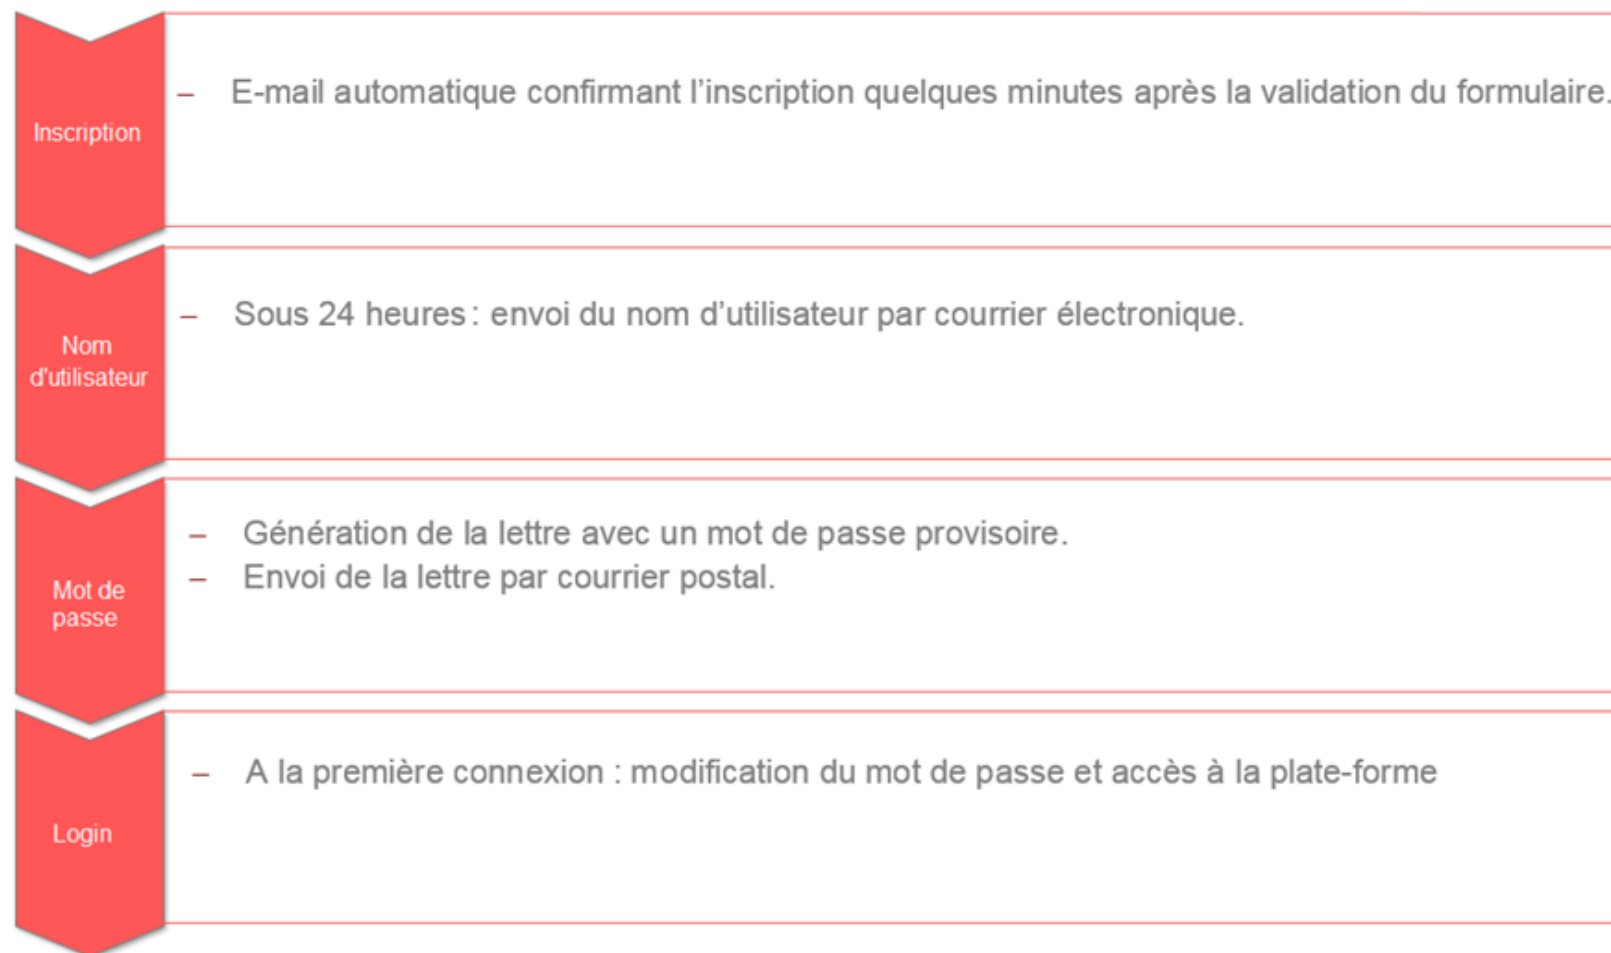 Inscription
– E-mail automatique confirmant l’inscription quelques minutes après la validation du formulaire.
Nom
d'utilisateur
– Sous 24 heures : envoi du nom d’utilisateur par courrier électronique.
Mot de
passe
– Génération de la lettre avec un mot de passe provisoire.
– Envoi de la lettre par courrier postal.
Login
– A la première connexion : modification du mot de passe et accès à la plate-forme